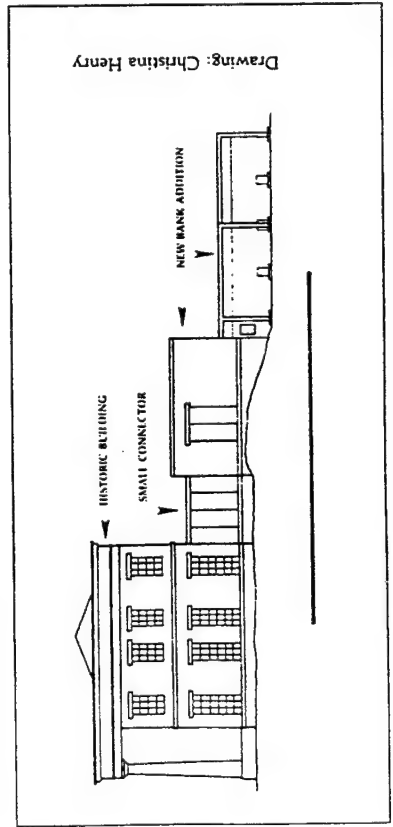 HISTORIC BUILDING
SMALL CONNECTOR
NEW BANK ADDITION
Drawing: Christina Henry